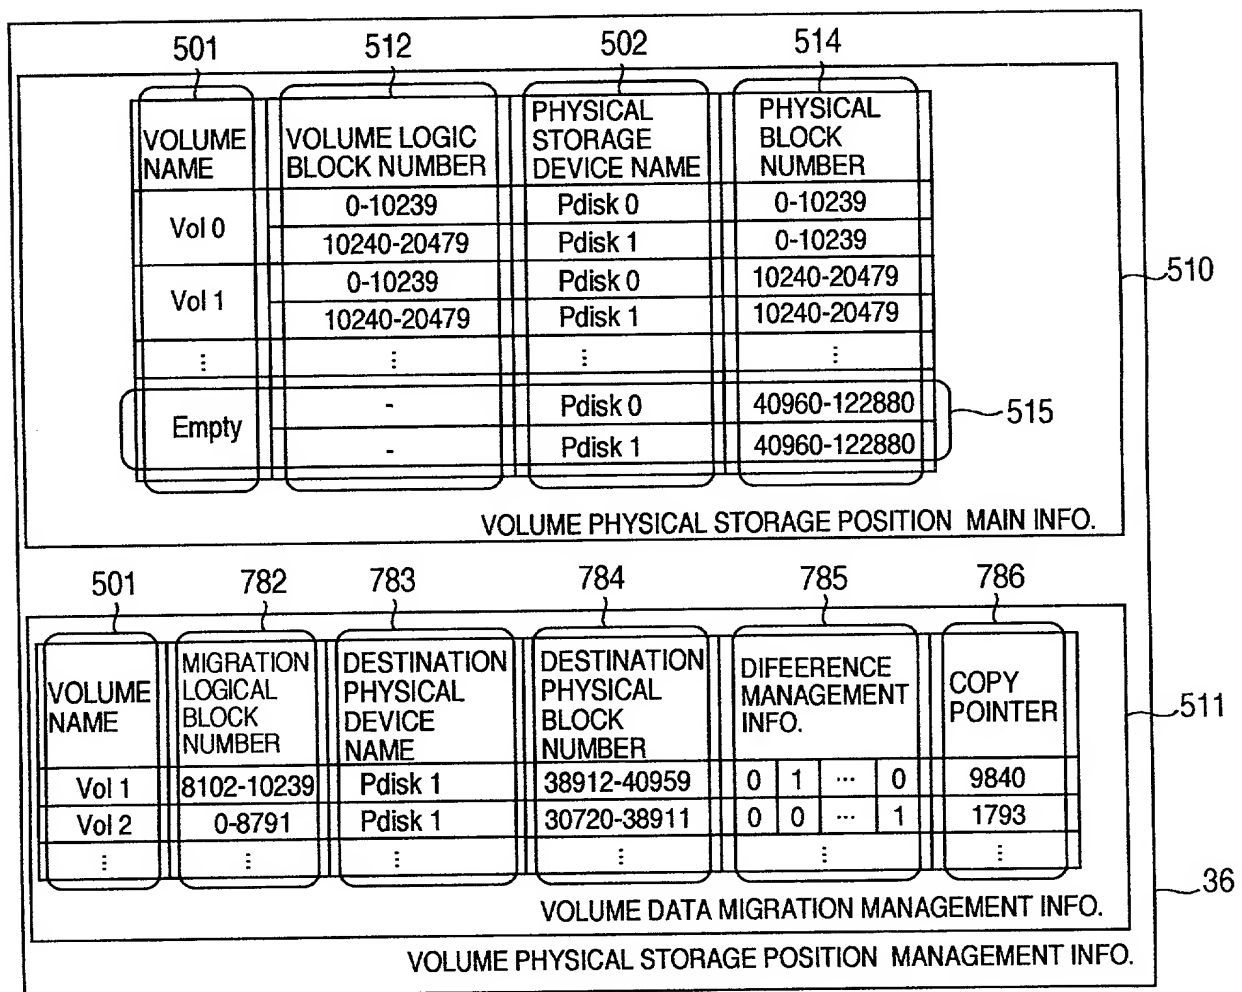 501 512 502 514
VOLUME NAME VOLUME LOGIC BLOCK NUMBER PHYSICAL STORAGE DEVICE NAME PHYSICAL BLOCK NUMBER
Vol 0 0-10239 Pdisk 0 0-10239
10240-20479 Pdisk 1 0-10239
Vol 1 0-10239 Pdisk 0 10240-20479
10240-20479 Pdisk 1 10240-20479
⋮ ⋮ ⋮ ⋮
510
Empty - Pdisk 0 40960-122880
- Pdisk 1 40960-122880
515
VOLUME PHYSICAL STORAGE POSITION MAIN INFO.
501 782 783 784 785 786
VOLUME NAME MIGRATION LOGICAL BLOCK NUMBER DESTINATION PHYSICAL DEVICE NAME DESTINATION PHYSICAL BLOCK NUMBER DIFEERENCE MANAGEMENT INFO. COPY POINTER
511
Vol 1 8102-10239 Pdisk 1 38912-40959 0 1 ... 0 9840
Vol 2 0-8791 Pdisk 1 30720-38911 0 0 ... 1 1793
⋮ ⋮ ⋮ ⋮ ⋮ ⋮
36
VOLUME DATA MIGRATION MANAGEMENT INFO.
VOLUME PHYSICAL STORAGE POSITION MANAGEMENT INFO.